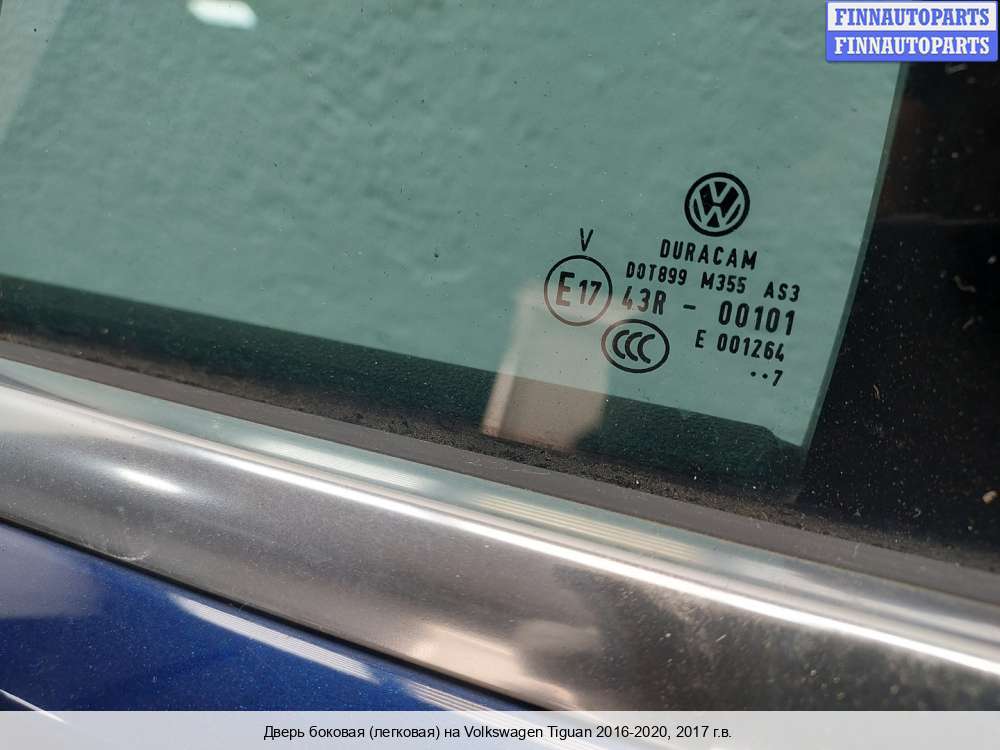 FINNAUTOPARTS
FINNAUTOPARTS
DURACAM
V
DOT899 M355 AS3
E17 43R - 00101
CCC E 001264
··7
Дверь боковая (легковая) на Volkswagen Tiguan 2016-2020, 2017 г.в.